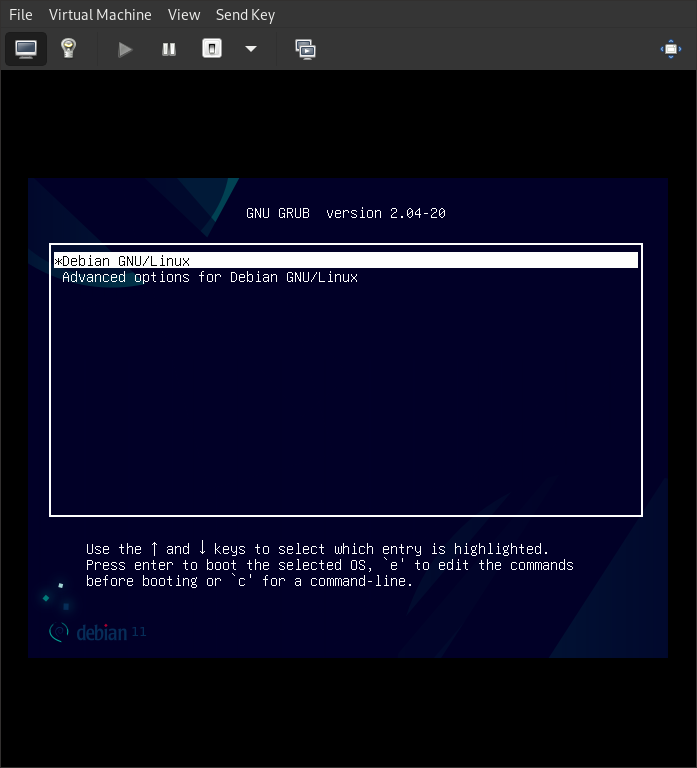 File Virtual Machine View Send Key
GNU GRUB version 2.04-20
*Debian GNU/Linux
Advanced options for Debian GNU/Linux
Use the ↑ and ↓ keys to select which entry is highlighted.
Press enter to boot the selected OS, `e' to edit the commands
before booting or `c' for a command-line.
debian 11